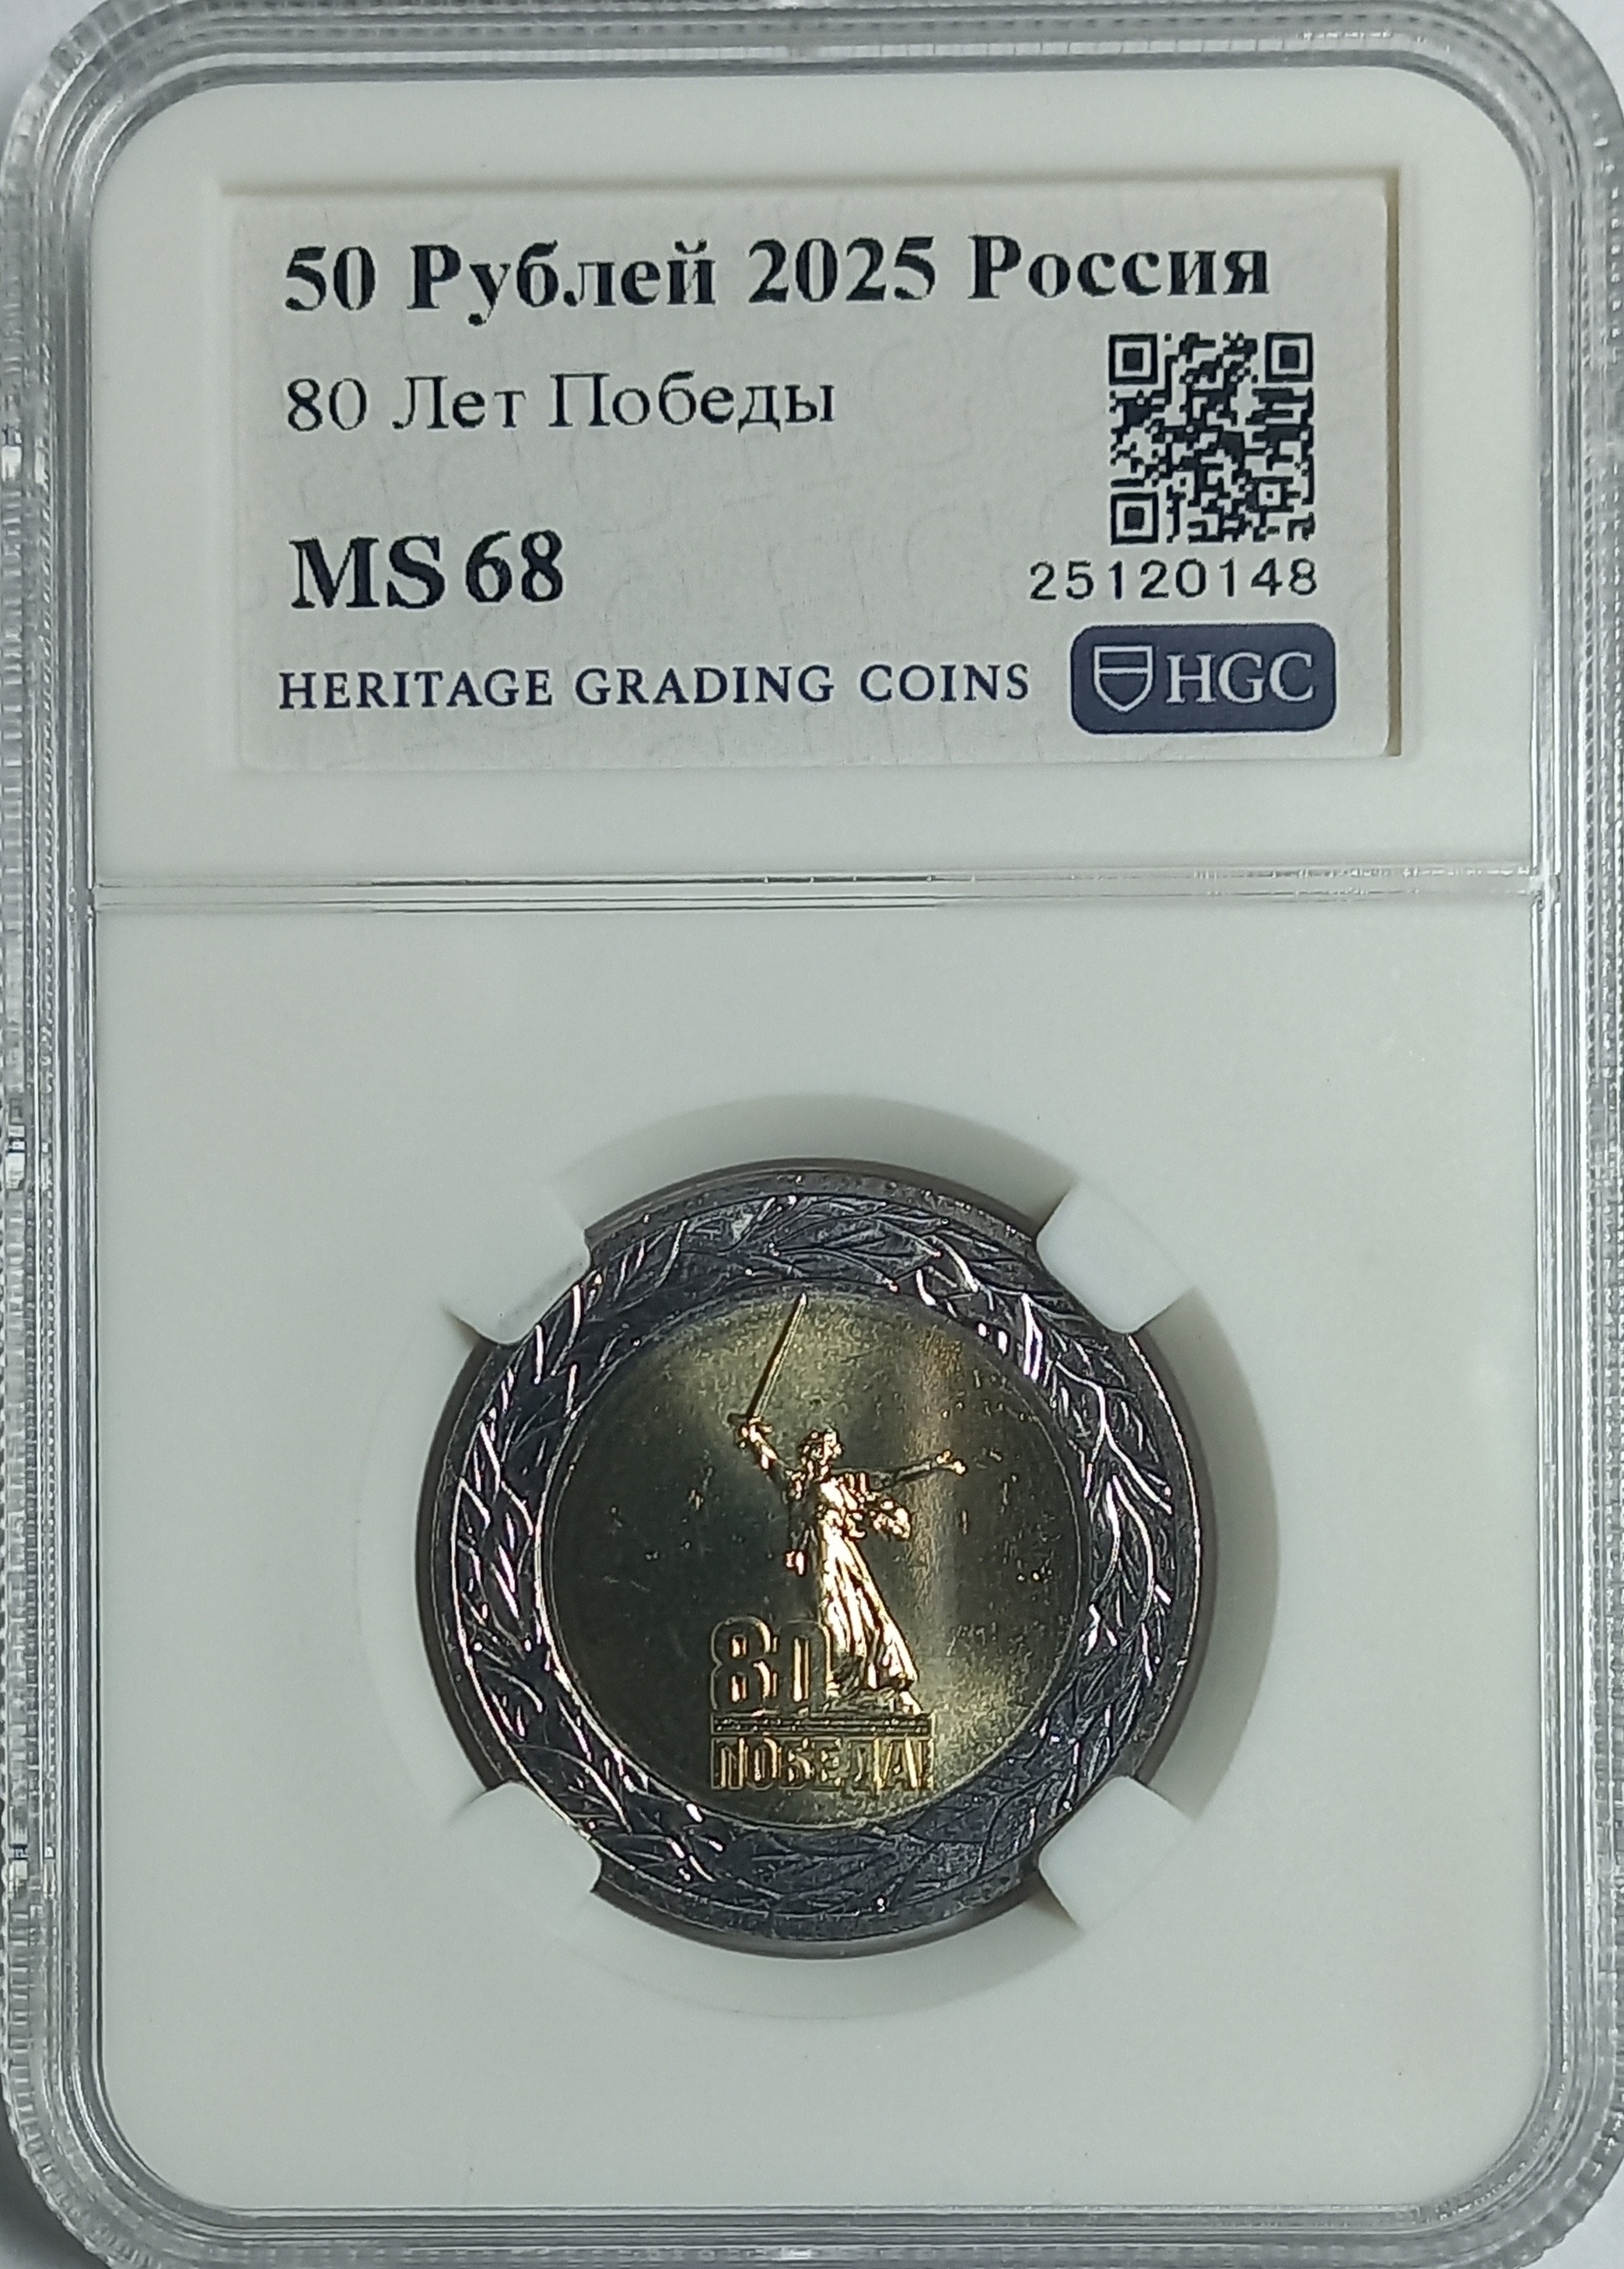 50 Рублей 2025 Россия
80 Лет Победы
MS 68
25120148
HERITAGE GRADING COINS HGC
80
ПОБЕДА!